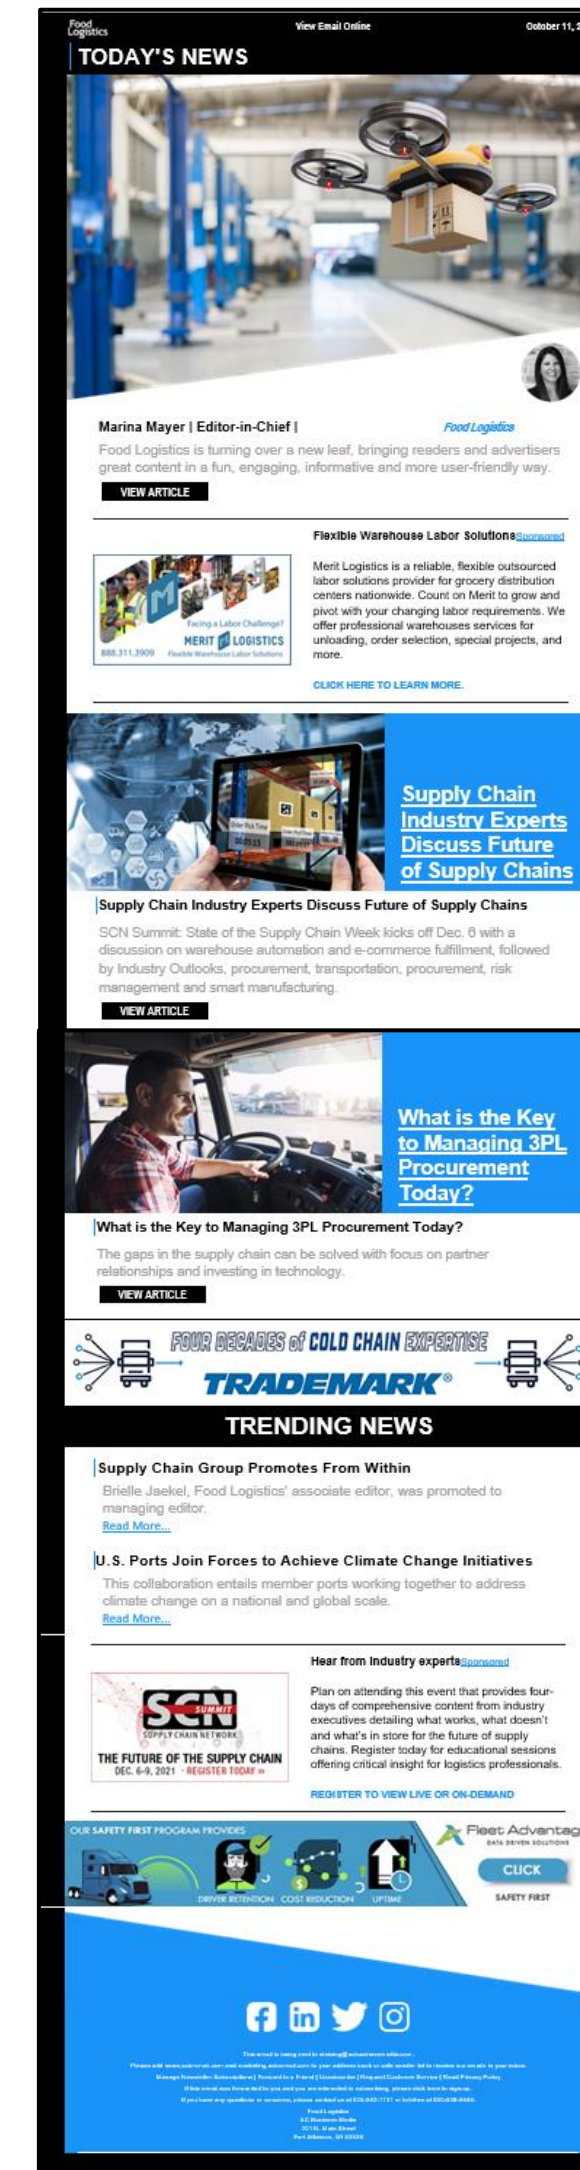 Food
Logistics
View Email Online
October 11, 2
TODAY'S NEWS
Marina Mayer | Editor-in-Chief |
Food Logistics
Food Logistics is turning over a new leaf, bringing readers and advertisers
great content in a fun, engaging, informative and more user-friendly way.
VIEW ARTICLE
Flexible Warehouse Labor Solutions Sponsored
Merit Logistics is a reliable, flexible outsourced
labor solutions provider for grocery distribution
centers nationwide. Count on Merit to grow and
pivot with your changing labor requirements. We
offer professional warehouses services for
unloading, order selection, special projects, and
more.
CLICK HERE TO LEARN MORE.
Facing a Labor Challenge?
MERIT M LOGISTICS
888.311.3909 Flexible Warehouse Labor Solutions
Order Pick Time
00:05:15
Supply Chain
Industry Experts
Discuss Future
of Supply Chains
Supply Chain Industry Experts Discuss Future of Supply Chains
SCN Summit: State of the Supply Chain Week kicks off Dec. 6 with a
discussion on warehouse automation and e-commerce fulfillment, followed
by Industry Outlooks, procurement, transportation, procurement, risk
management and smart manufacturing.
VIEW ARTICLE
What is the Key
to Managing 3PL
Procurement
Today?
What is the Key to Managing 3PL Procurement Today?
The gaps in the supply chain can be solved with focus on partner
relationships and investing in technology.
VIEW ARTICLE
FOUR DECADES of COLD CHAIN EXPERTISE
TRADEMARK®
TRENDING NEWS
Supply Chain Group Promotes From Within
Brielle Jaekel, Food Logistics' associate editor, was promoted to
managing editor.
Read More...
U.S. Ports Join Forces to Achieve Climate Change Initiatives
This collaboration entails member ports working together to address
climate change on a national and global scale.
Read More...
Hear from Industry experts Sponsored
Plan on attending this event that provides four-
days of comprehensive content from industry
executives detailing what works, what doesn't
and what's in store for the future of supply
chains. Register today for educational sessions
offering critical insight for logistics professionals.
REGISTER TO VIEW LIVE OR ON-DEMAND
SCN
SUMMIT
SUPPLY CHAIN NETWORK
THE FUTURE OF THE SUPPLY CHAIN
DEC. 6-9, 2021 · REGISTER TODAY »
OUR SAFETY FIRST PROGRAM PROVIDES
DRIVER RETENTION COST REDUCTION UPTIME
Fleet Advantag
DATA DRIVEN SOLUTIONS
CLICK
SAFETY FIRST
Food Logistics
AC Business Media